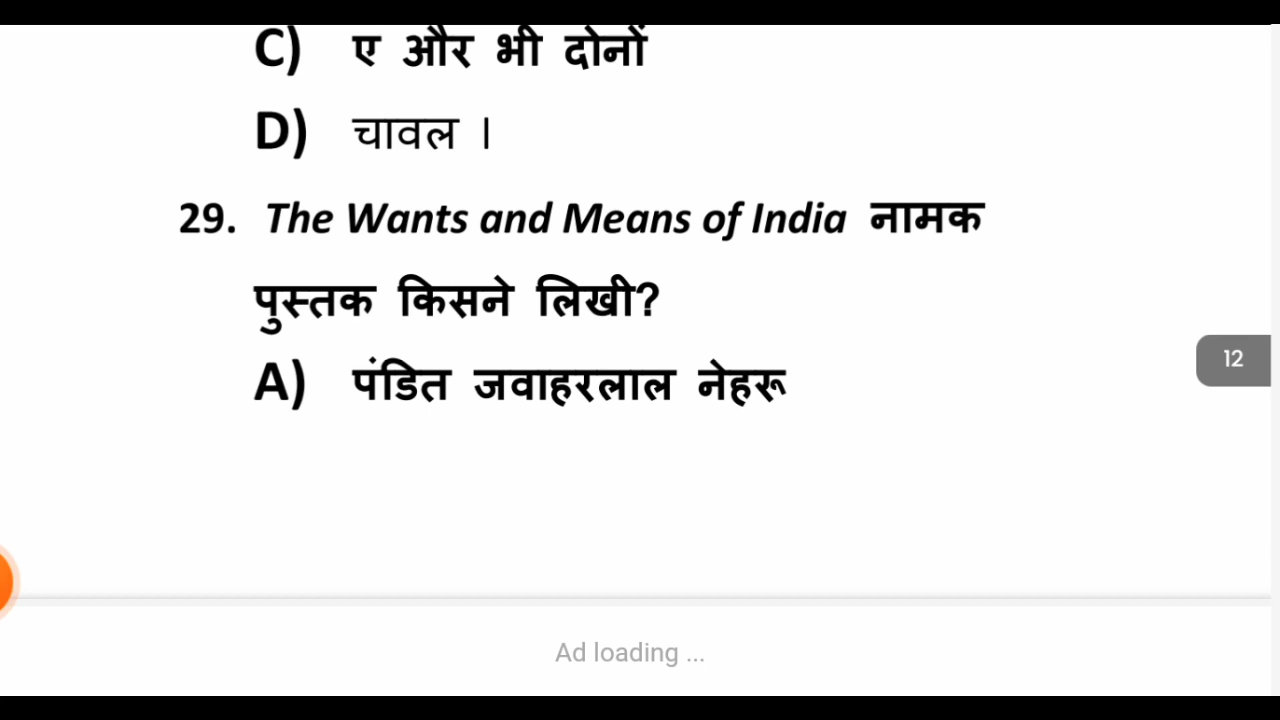 C) ए और भी दोनों
D) चावल ।
29. The Wants and Means of India नामक
पुस्तक किसने लिखी?
A) पंडित जवाहरलाल नेहरू
12
Ad loading ...